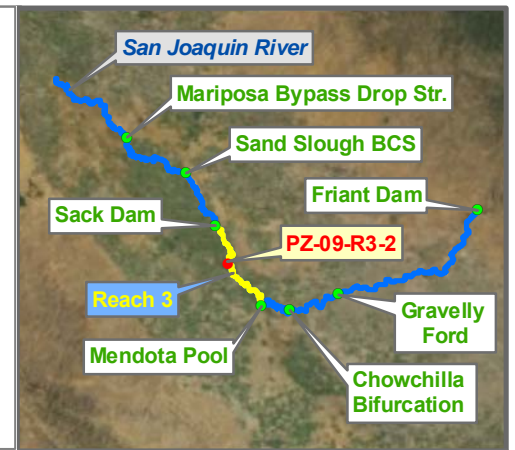 San Joaquin River
Mariposa Bypass Drop Str.
Sand Slough BCS
Friant Dam
Sack Dam
PZ-09-R3-2
Reach 3
Gravelly
Ford
Mendota Pool
Chowchilla
Bifurcation